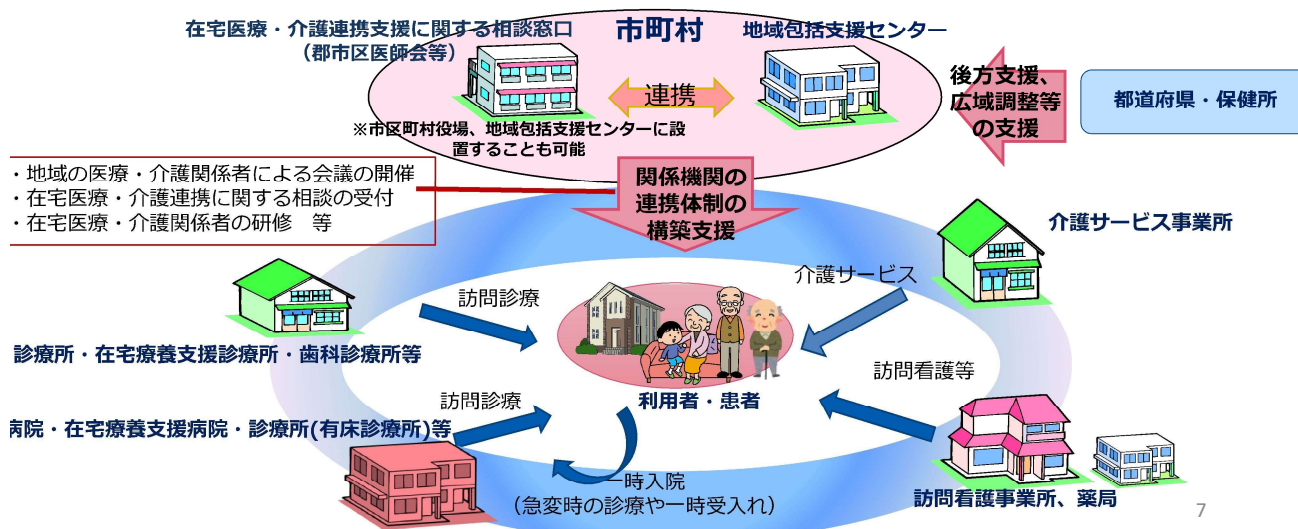 在宅医療・介護連携支援に関する相談窓口
（郡市区医師会等）
市町村
地域包括支援センター
連携
※市区町村役場、地域包括支援センターに設
置することも可能
後方支援、
広域調整等
の支援
都道府県・保健所
・地域の医療・介護関係者による会議の開催
・在宅医療・介護連携に関する相談の受付
・在宅医療・介護関係者の研修　等
関係機関の
連携体制の
構築支援
介護サービス事業所
介護サービス
訪問診療
診療所・在宅療養支援診療所・歯科診療所等
利用者・患者
訪問看護等
訪問診療
病院・在宅療養支援病院・診療所(有床診療所)等
一時入院
（急変時の診療や一時受入れ）
訪問看護事業所、薬局
7